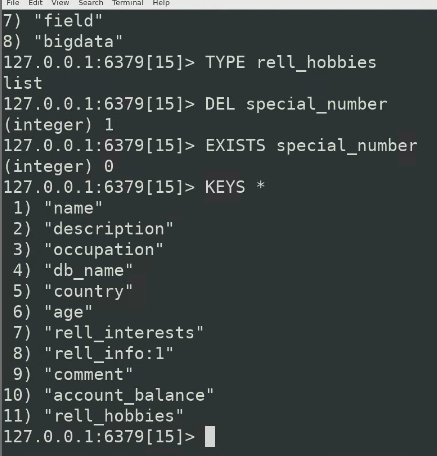 File Edit View Search Terminal Help
7) "field"
8) "bigdata"
127.0.0.1:6379[15]> TYPE rell_hobbies
list
127.0.0.1:6379[15]> DEL special_number
(integer) 1
127.0.0.1:6379[15]> EXISTS special_number
(integer) 0
127.0.0.1:6379[15]> KEYS *
1) "name"
2) "description"
3) "occupation"
4) "db_name"
5) "country"
6) "age"
7) "rell_interests"
8) "rell_info:1"
9) "comment"
10) "account_balance"
11) "rell_hobbies"
127.0.0.1:6379[15]>